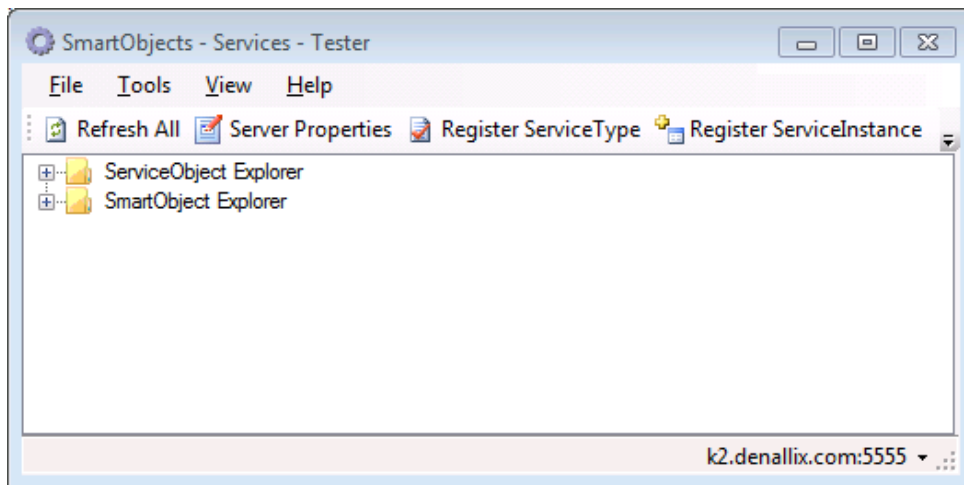 SmartObjects - Services - Tester
File Tools View Help
Refresh All Server Properties Register ServiceType Register ServiceInstance
ServiceObject Explorer
SmartObject Explorer
k2.denallix.com:5555